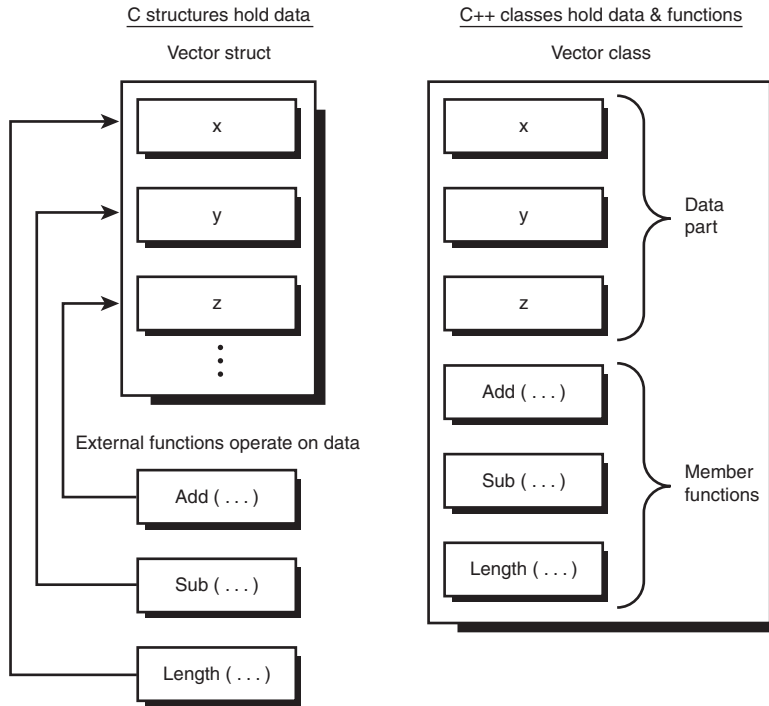 C structures hold data
Vector struct
x
y
z
External functions operate on data
Add ( . . . )
Sub ( . . . )
Length ( . . . )
C++ classes hold data & functions
Vector class
x
y
z
Data
part
Add ( . . . )
Sub ( . . . )
Length ( . . . )
Member
functions